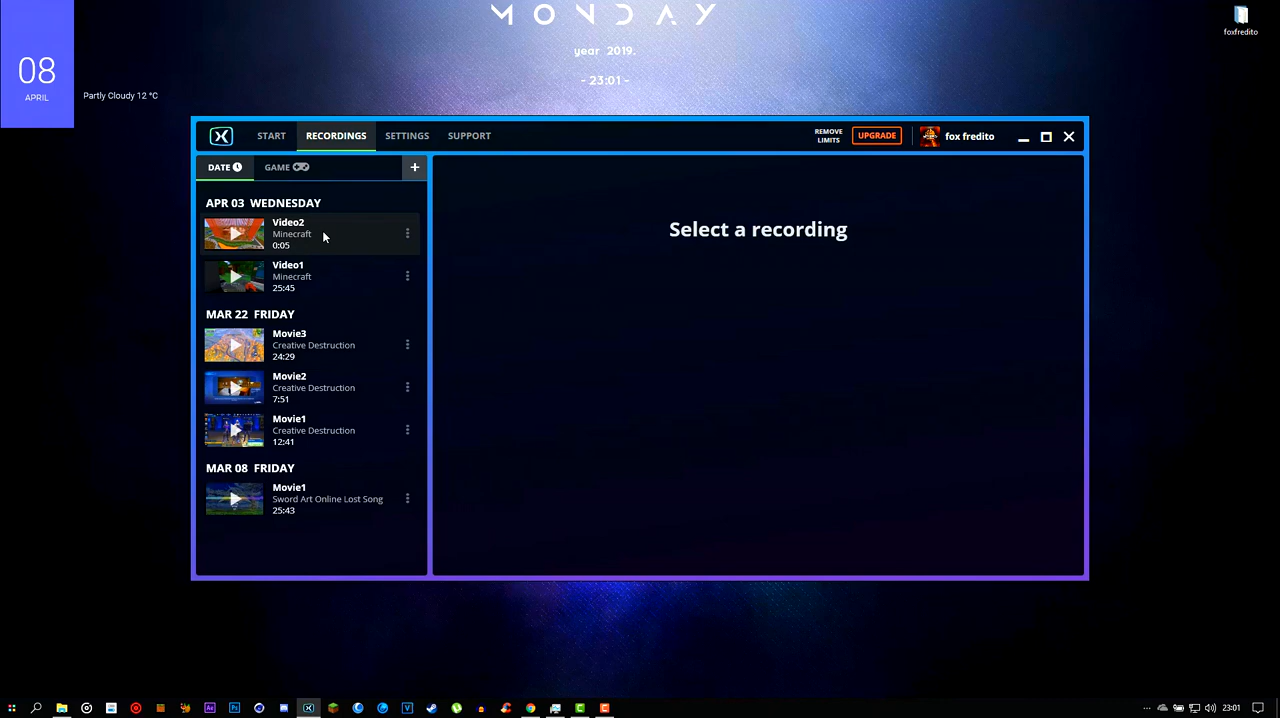 MONDAY
year 2019.
- 23:01 -
08
APRIL
Partly Cloudy 12 °C
foxfredito
START
RECORDINGS
SETTINGS
SUPPORT
REMOVE
LIMITS
UPGRADE
fox fredito
DATE
GAME
+
APR 03 WEDNESDAY
Video2
Minecraft
0:05
Video1
Minecraft
25:45
MAR 22 FRIDAY
Movie3
Creative Destruction
24:29
Movie2
Creative Destruction
7:51
Movie1
Creative Destruction
12:41
MAR 08 FRIDAY
Movie1
Sword Art Online Lost Song
25:43
Select a recording
Ae
Ps
V
23:01